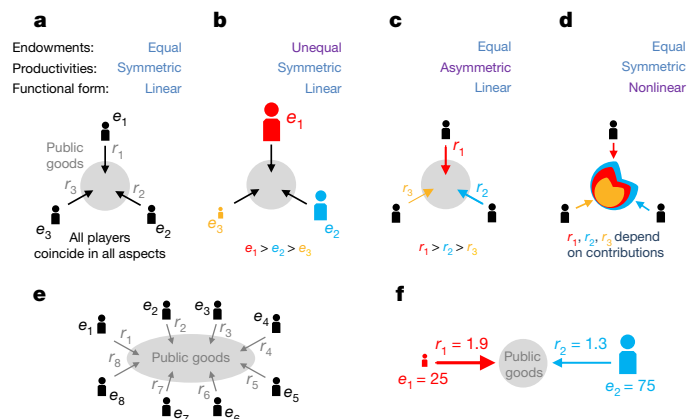 a b c d
Endowments: Equal Unequal Equal Equal
Productivities: Symmetric Symmetric Asymmetric Symmetric
Functional form: Linear Linear Linear Nonlinear
e1 e1
Public goods r1 r1
r3 r2 r3 r2
e3 e2 e3 e2
All players coincide in all aspects
e1 > e2 > e3
r1 > r2 > r3
r1, r2, r3 depend on contributions
e f
e1 e2 e3 e4
r1 r2 r3 r4
Public goods
r8 r7 r6 r5
e8 e7 e6 e5
r1 = 1.9 Public goods r2 = 1.3
e1 = 25 e2 = 75